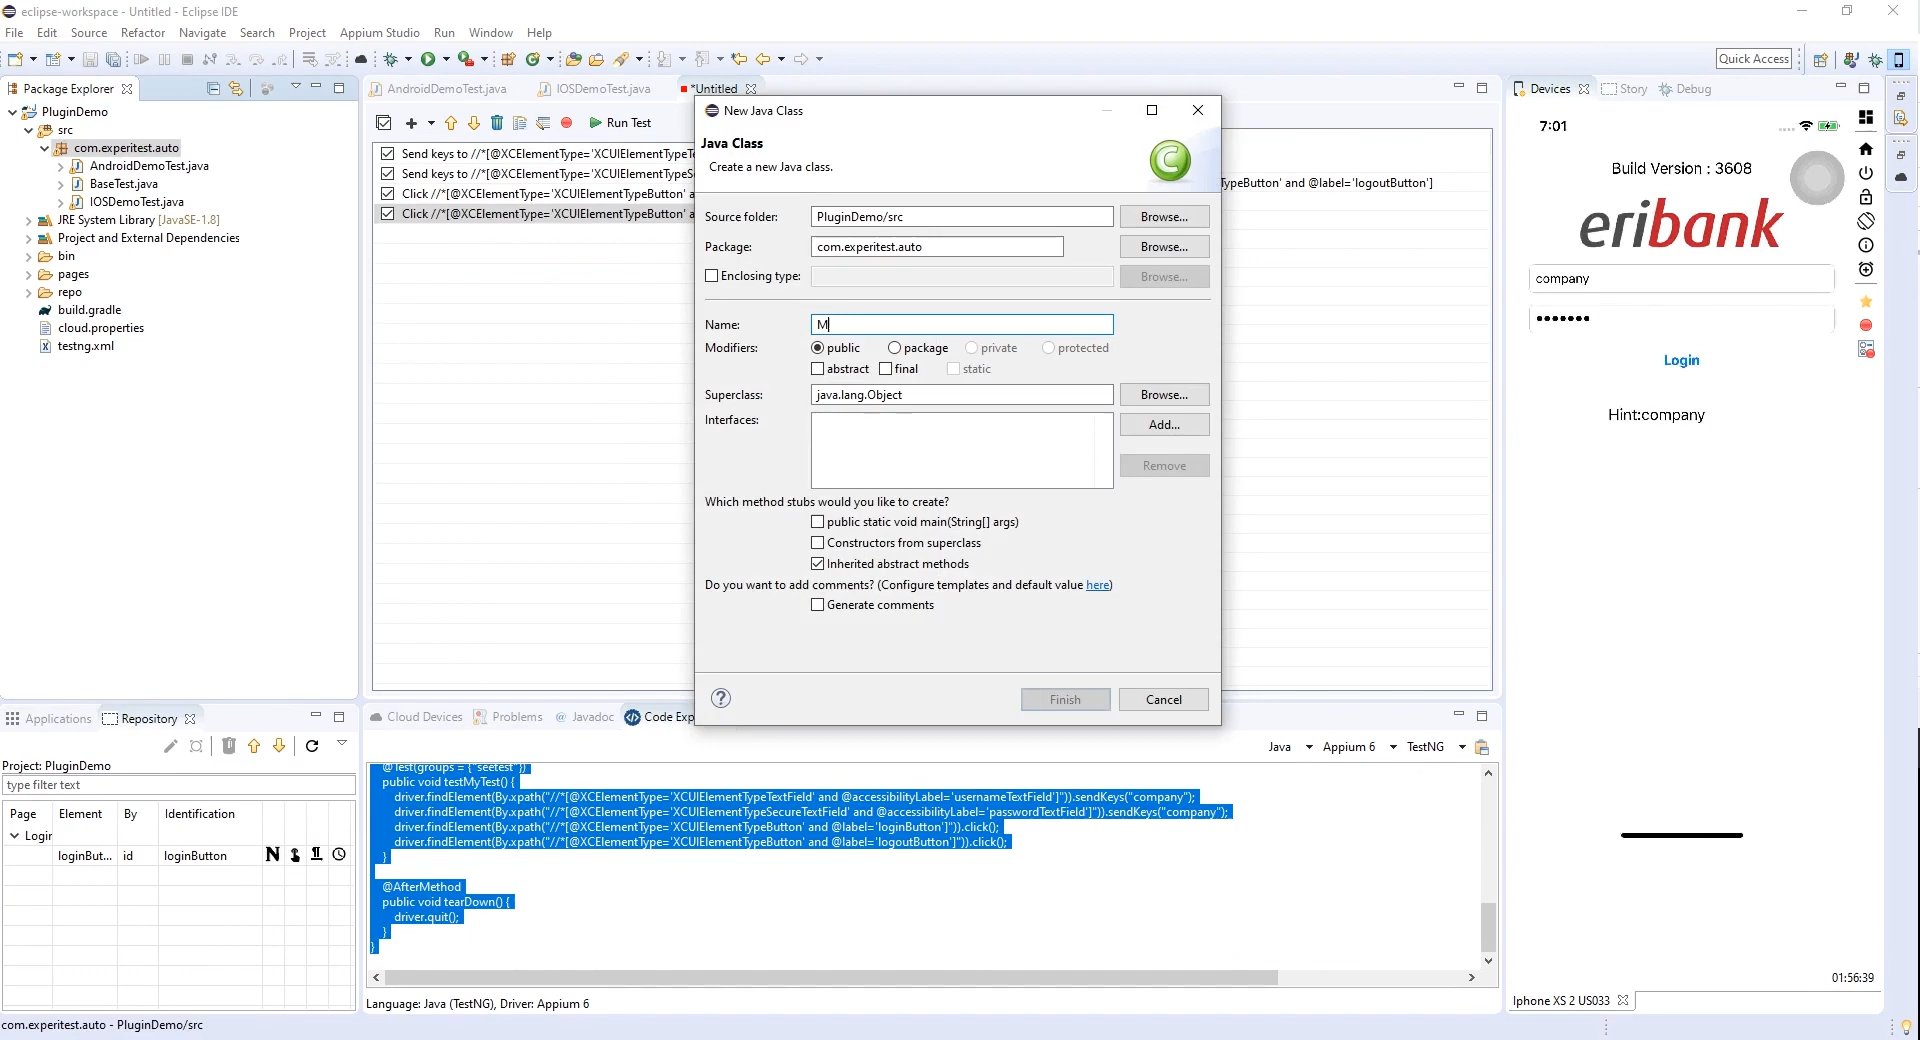 eclipse-workspace - Untitled - Eclipse IDE
File Edit Source Refactor Navigate Search Project Appium Studio Run Window Help
Quick Access
Package Explorer
PluginDemo
src
com.experitest.auto
AndroidDemoTest.java
BaseTest.java
IOSDemoTest.java
JRE System Library [JavaSE-1.8]
Project and External Dependencies
bin
pages
repo
build.gradle
cloud.properties
testng.xml
AndroidDemoTest.java IOSDemoTest.java *Untitled
Run Test
Send keys to //*[@XCElementType='XCUIElementTypeTe
Send keys to //*[@XCElementType='XCUIElementTypeSe
Click //*[@XCElementType='XCUIElementTypeButton' a
Click //*[@XCElementType='XCUIElementTypeButton' a
TypeButton' and @label='logoutButton']
New Java Class
Java Class
Create a new Java class.
Source folder: PluginDemo/src Browse...
Package: com.experitest.auto Browse...
Enclosing type: Browse...
Name: M
Modifiers: public package private protected
abstract final static
Superclass: java.lang.Object Browse...
Interfaces: Add...
Remove
Which method stubs would you like to create?
public static void main(String[] args)
Constructors from superclass
Inherited abstract methods
Do you want to add comments? (Configure templates and default value here)
Generate comments
Finish Cancel
Devices Story Debug
7:01
Build Version : 3608
eribank
company
•••••••
Login
Hint:company
01:56:39
Iphone XS 2 US033
Applications Repository
Project: PluginDemo
type filter text
Page Element By Identification
Login
loginBut... id loginButton
Cloud Devices Problems Javadoc Code Exp
Java Appium 6 TestNG
@Test(groups = {"seetest"})
public void testMyTest() {
driver.findElement(By.xpath("//*[@XCElementType='XCUIElementTypeTextField' and @accessibilityLabel='usernameTextField']")).sendKeys("company");
driver.findElement(By.xpath("//*[@XCElementType='XCUIElementTypeSecureTextField' and @accessibilityLabel='passwordTextField']")).sendKeys("company");
driver.findElement(By.xpath("//*[@XCElementType='XCUIElementTypeButton' and @label='loginButton']")).click();
driver.findElement(By.xpath("//*[@XCElementType='XCUIElementTypeButton' and @label='logoutButton']")).click();
}
@AfterMethod
public void tearDown() {
driver.quit();
}
}
Language: Java (TestNG), Driver: Appium 6
com.experitest.auto - PluginDemo/src